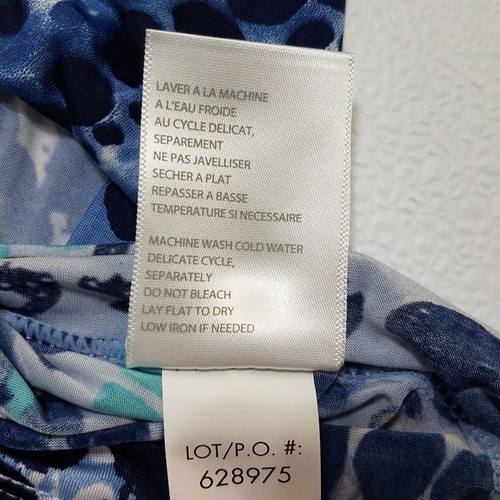 LAVER A LA MACHINE
A L'EAU FROIDE
AU CYCLE DELICAT,
SEPAREMENT
NE PAS JAVELLISER
SECHER A PLAT
REPASSER A BASSE
TEMPERATURE SI NECESSAIRE
MACHINE WASH COLD WATER
DELICATE CYCLE,
SEPARATELY
DO NOT BLEACH
LAY FLAT TO DRY
LOW IRON IF NEEDED
LOT/P.O. #:
628975